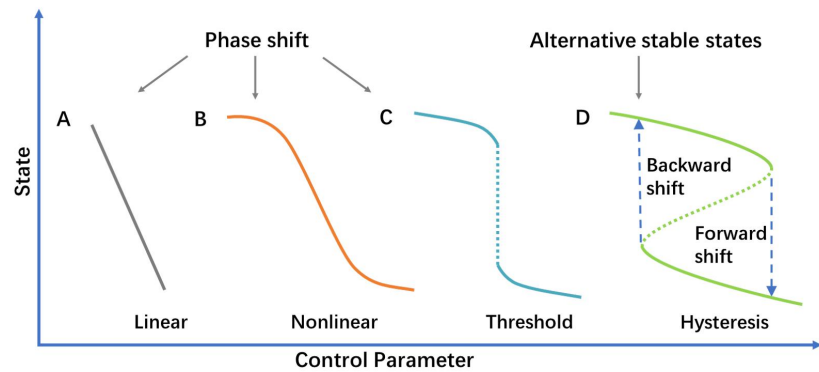 Phase shift
Alternative stable states
A
B
C
D
State
Backward
shift
Forward
shift
Linear
Nonlinear
Threshold
Hysteresis
Control Parameter